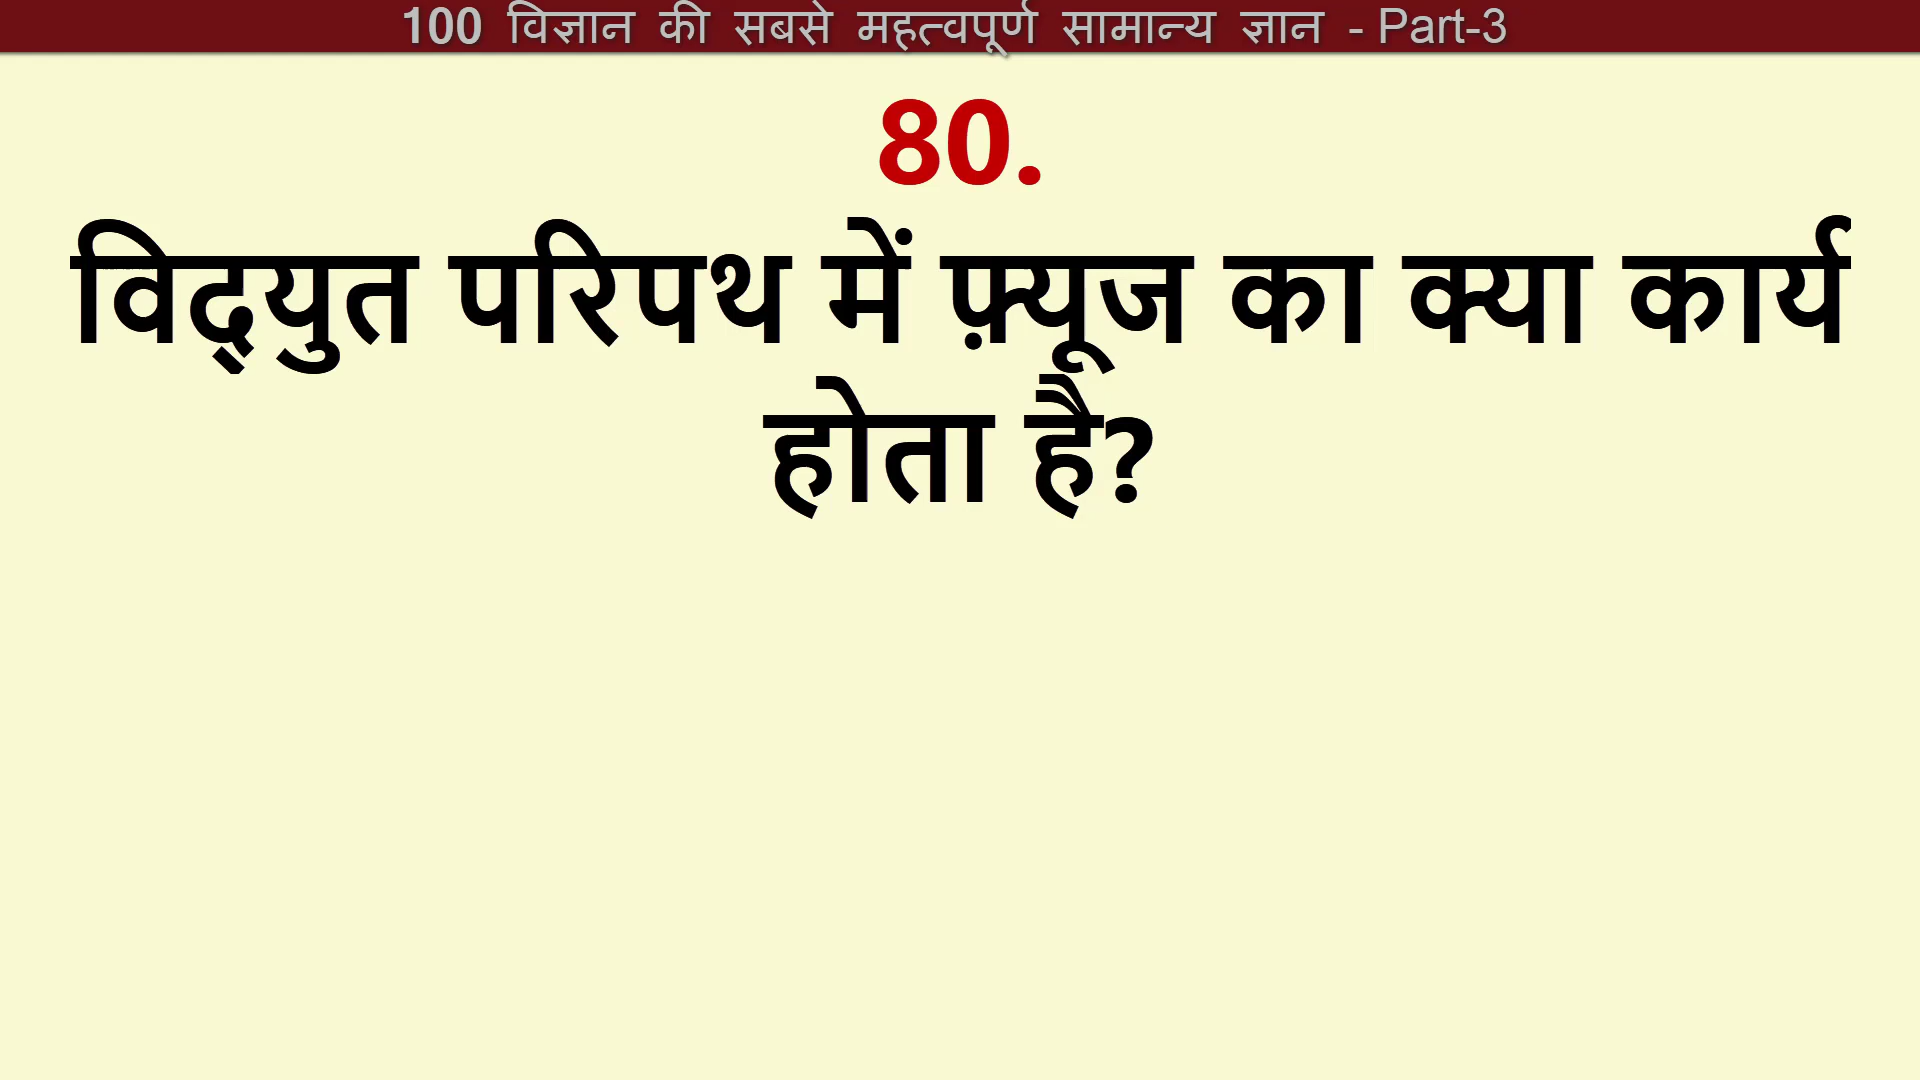 100 विज्ञान की सबसे महत्वपूर्ण सामान्य ज्ञान - Part-3
80.
विद्युत परिपथ में फ़्यूज का क्या कार्य
होता है?